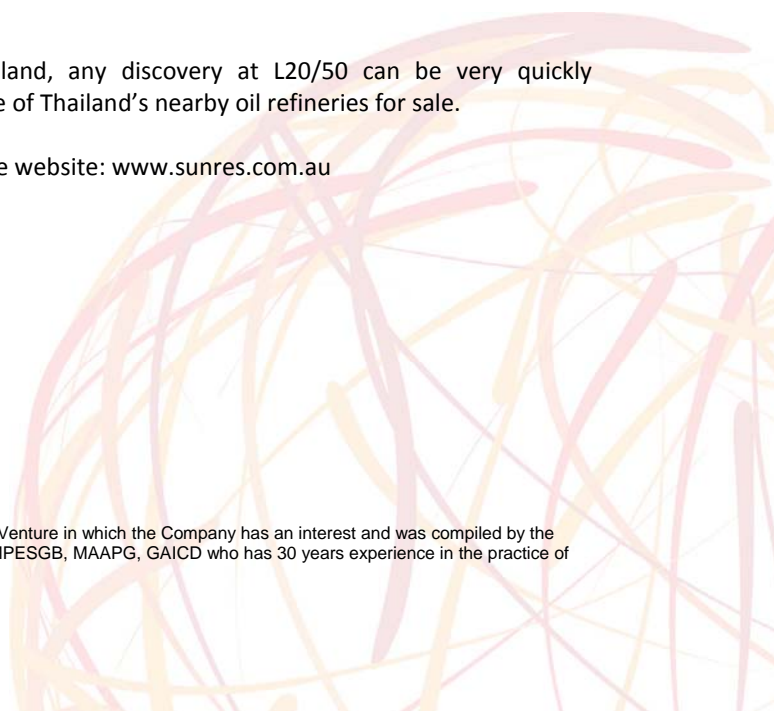 land, any discovery at L20/50 can be very quickly
e of Thailand's nearby oil refineries for sale.
e website: www.sunres.com.au
Venture in which the Company has an interest and was compiled by the
PESGB, MAAPG, GAICD who has 30 years experience in the practice of